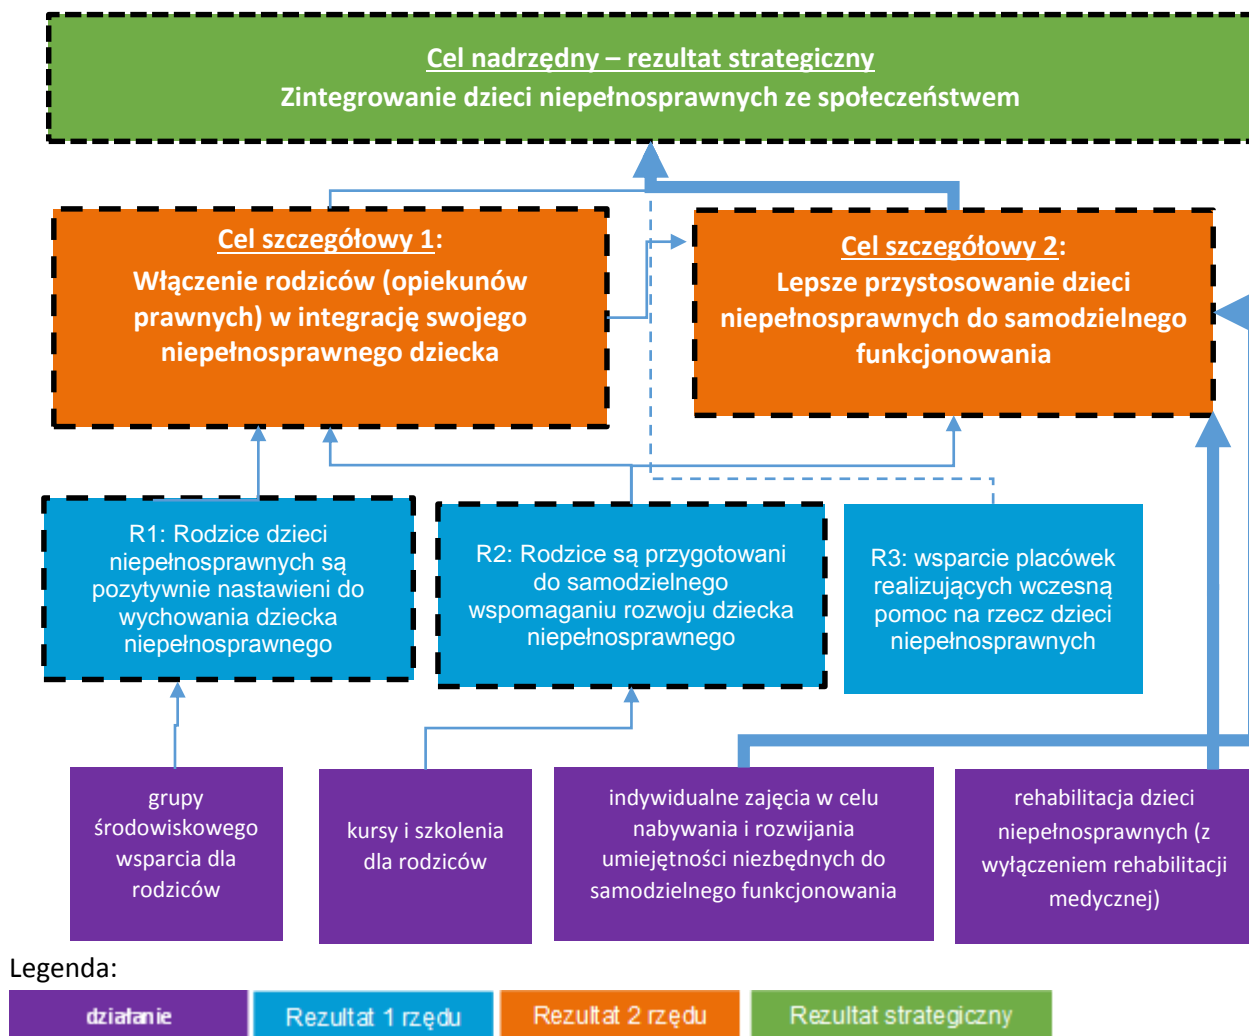 Cel nadrzędny – rezultat strategiczny
Zintegrowanie dzieci niepełnosprawnych ze społeczeństwem
Cel szczegółowy 1:
Włączenie rodziców (opiekunów
prawnych) w integrację swojego
niepełnosprawnego dziecka
Cel szczegółowy 2:
Lepsze przystosowanie dzieci
niepełnosprawnych do samodzielnego
funkcjonowania
R1: Rodzice dzieci
niepełnosprawnych są
pozytywnie nastawieni do
wychowania dziecka
niepełnosprawnego
R2: Rodzice są przygotowani
do samodzielnego
wspomaganiu rozwoju dziecka
niepełnosprawnego
R3: wsparcie placówek
realizujących wczesną
pomoc na rzecz dzieci
niepełnosprawnych
grupy
środowiskowego
wsparcia dla
rodziców
kursy i szkolenia
dla rodziców
indywidualne zajęcia w celu
nabywania i rozwijania
umiejętności niezbędnych do
samodzielnego funkcjonowania
rehabilitacja dzieci
niepełnosprawnych (z
wyłączeniem rehabilitacji
medycznej)
Legenda:
działanie
Rezultat 1 rzędu
Rezultat 2 rzędu
Rezultat strategiczny